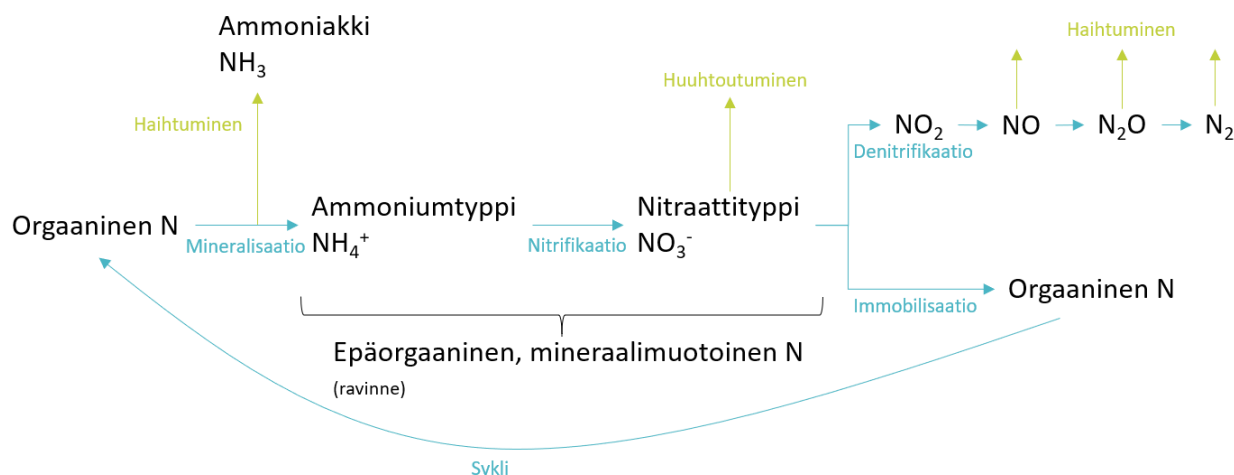 Ammoniakki
NH₃
Haihtuminen
Haihtuminen
Huuhtoutuminen
NO₂
NO
N₂O
N₂
Denitrifikaatio
Orgaaninen N
Mineralisaatio
Ammoniumtyppi
NH₄⁺
Nitrifikaatio
Nitraattityppi
NO₃⁻
Immobilisaatio
Orgaaninen N
Epäorgaaninen, mineraalimuotoinen N
(ravinne)
Sykli